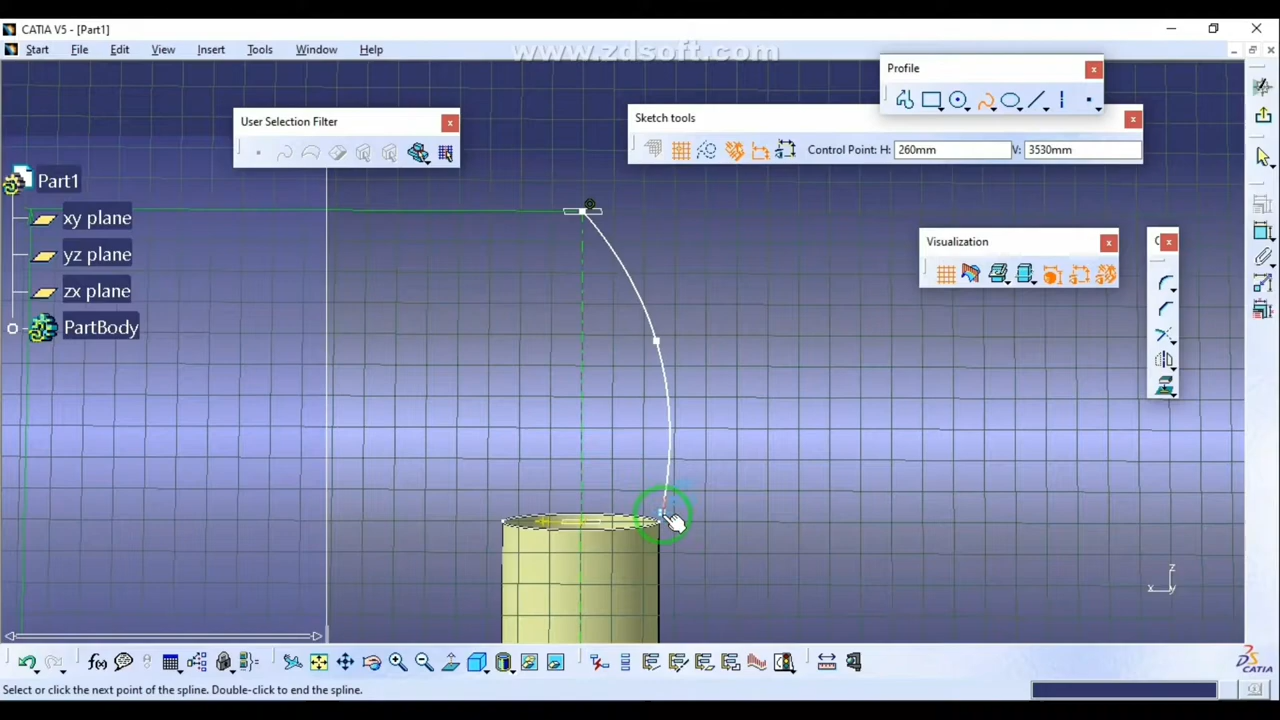 CATIA V5 - [Part1]
www.zdsoft.com
Start File Edit View Insert Tools Window Help
Profile
User Selection Filter
Sketch tools
Control Point: H: 260mm V: 3530mm
Part1
xy plane
Visualization
yz plane
zx plane
PartBody
z
x y
f(x)
Select or click the next point of the spline. Double-click to end the spline.
DS
CATIA